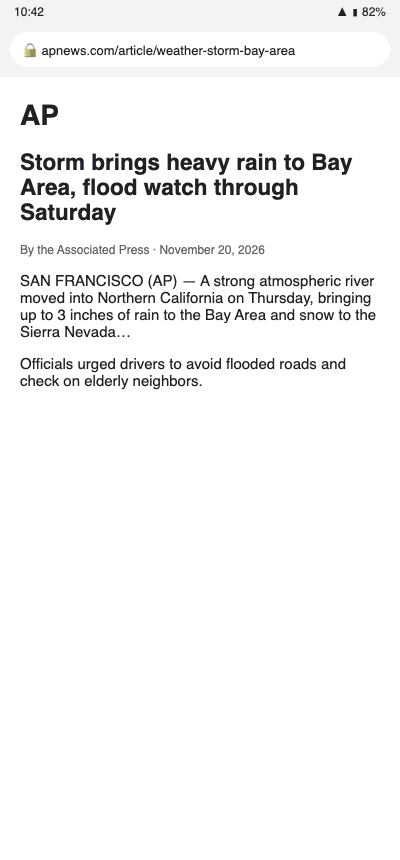 10:42
82%
apnews.com/article/weather-storm-bay-area
AP
Storm brings heavy rain to Bay
Area, flood watch through
Saturday
By the Associated Press · November 20, 2026
SAN FRANCISCO (AP) — A strong atmospheric river
moved into Northern California on Thursday, bringing
up to 3 inches of rain to the Bay Area and snow to the
Sierra Nevada…
Officials urged drivers to avoid flooded roads and
check on elderly neighbors.